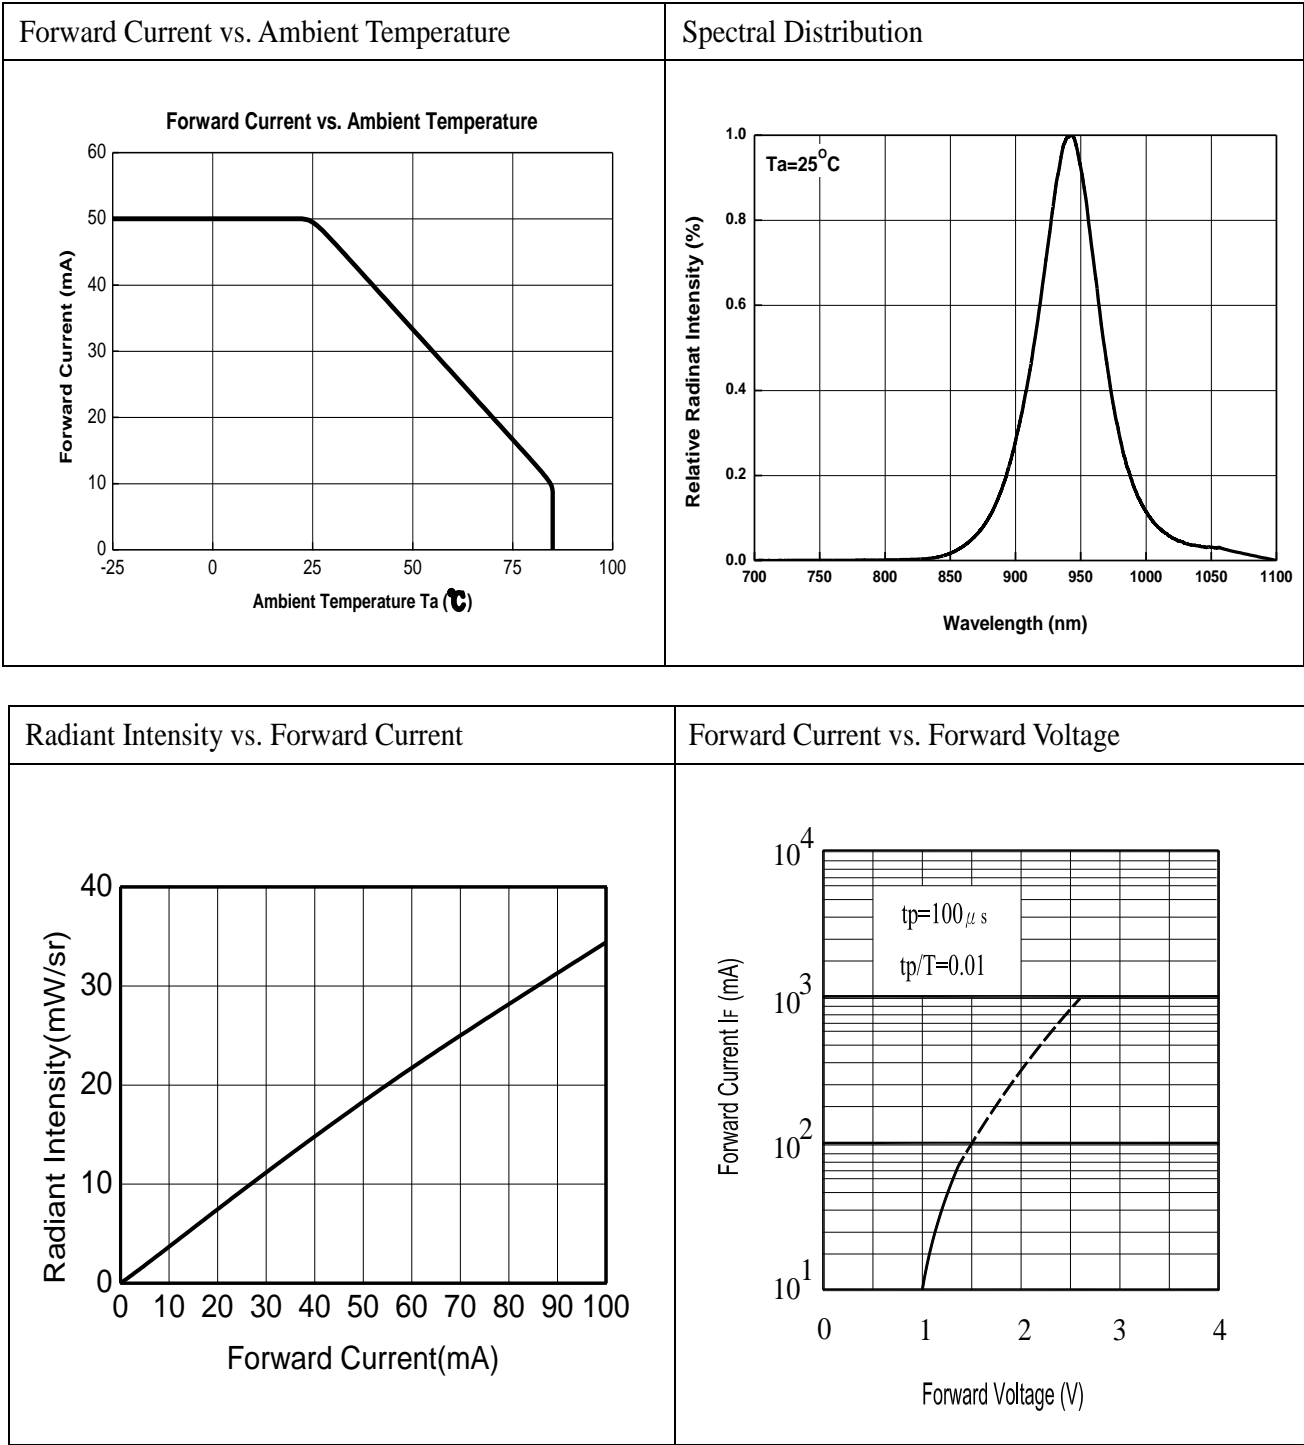 Forward Current vs. Ambient Temperature
Spectral Distribution
Forward Current vs. Ambient Temperature
60
50
40
30
20
10
0
-25 0 25 50 75 100
Forward Current (mA)
Ambient Temperature Ta (℃)
Ta=25°C
1.0
0.8
0.6
0.4
0.2
0.0
700 750 800 850 900 950 1000 1050 1100
Relative Radinat Intensity (%)
Wavelength (nm)
Radiant Intensity vs. Forward Current
Forward Current vs. Forward Voltage
40
30
20
10
0
0 10 20 30 40 50 60 70 80 90 100
Radiant Intensity(mW/sr)
Forward Current(mA)
10⁴
10³
10²
10¹
tp=100μs
tp/T=0.01
0 1 2 3 4
Forward Current IF (mA)
Forward Voltage (V)